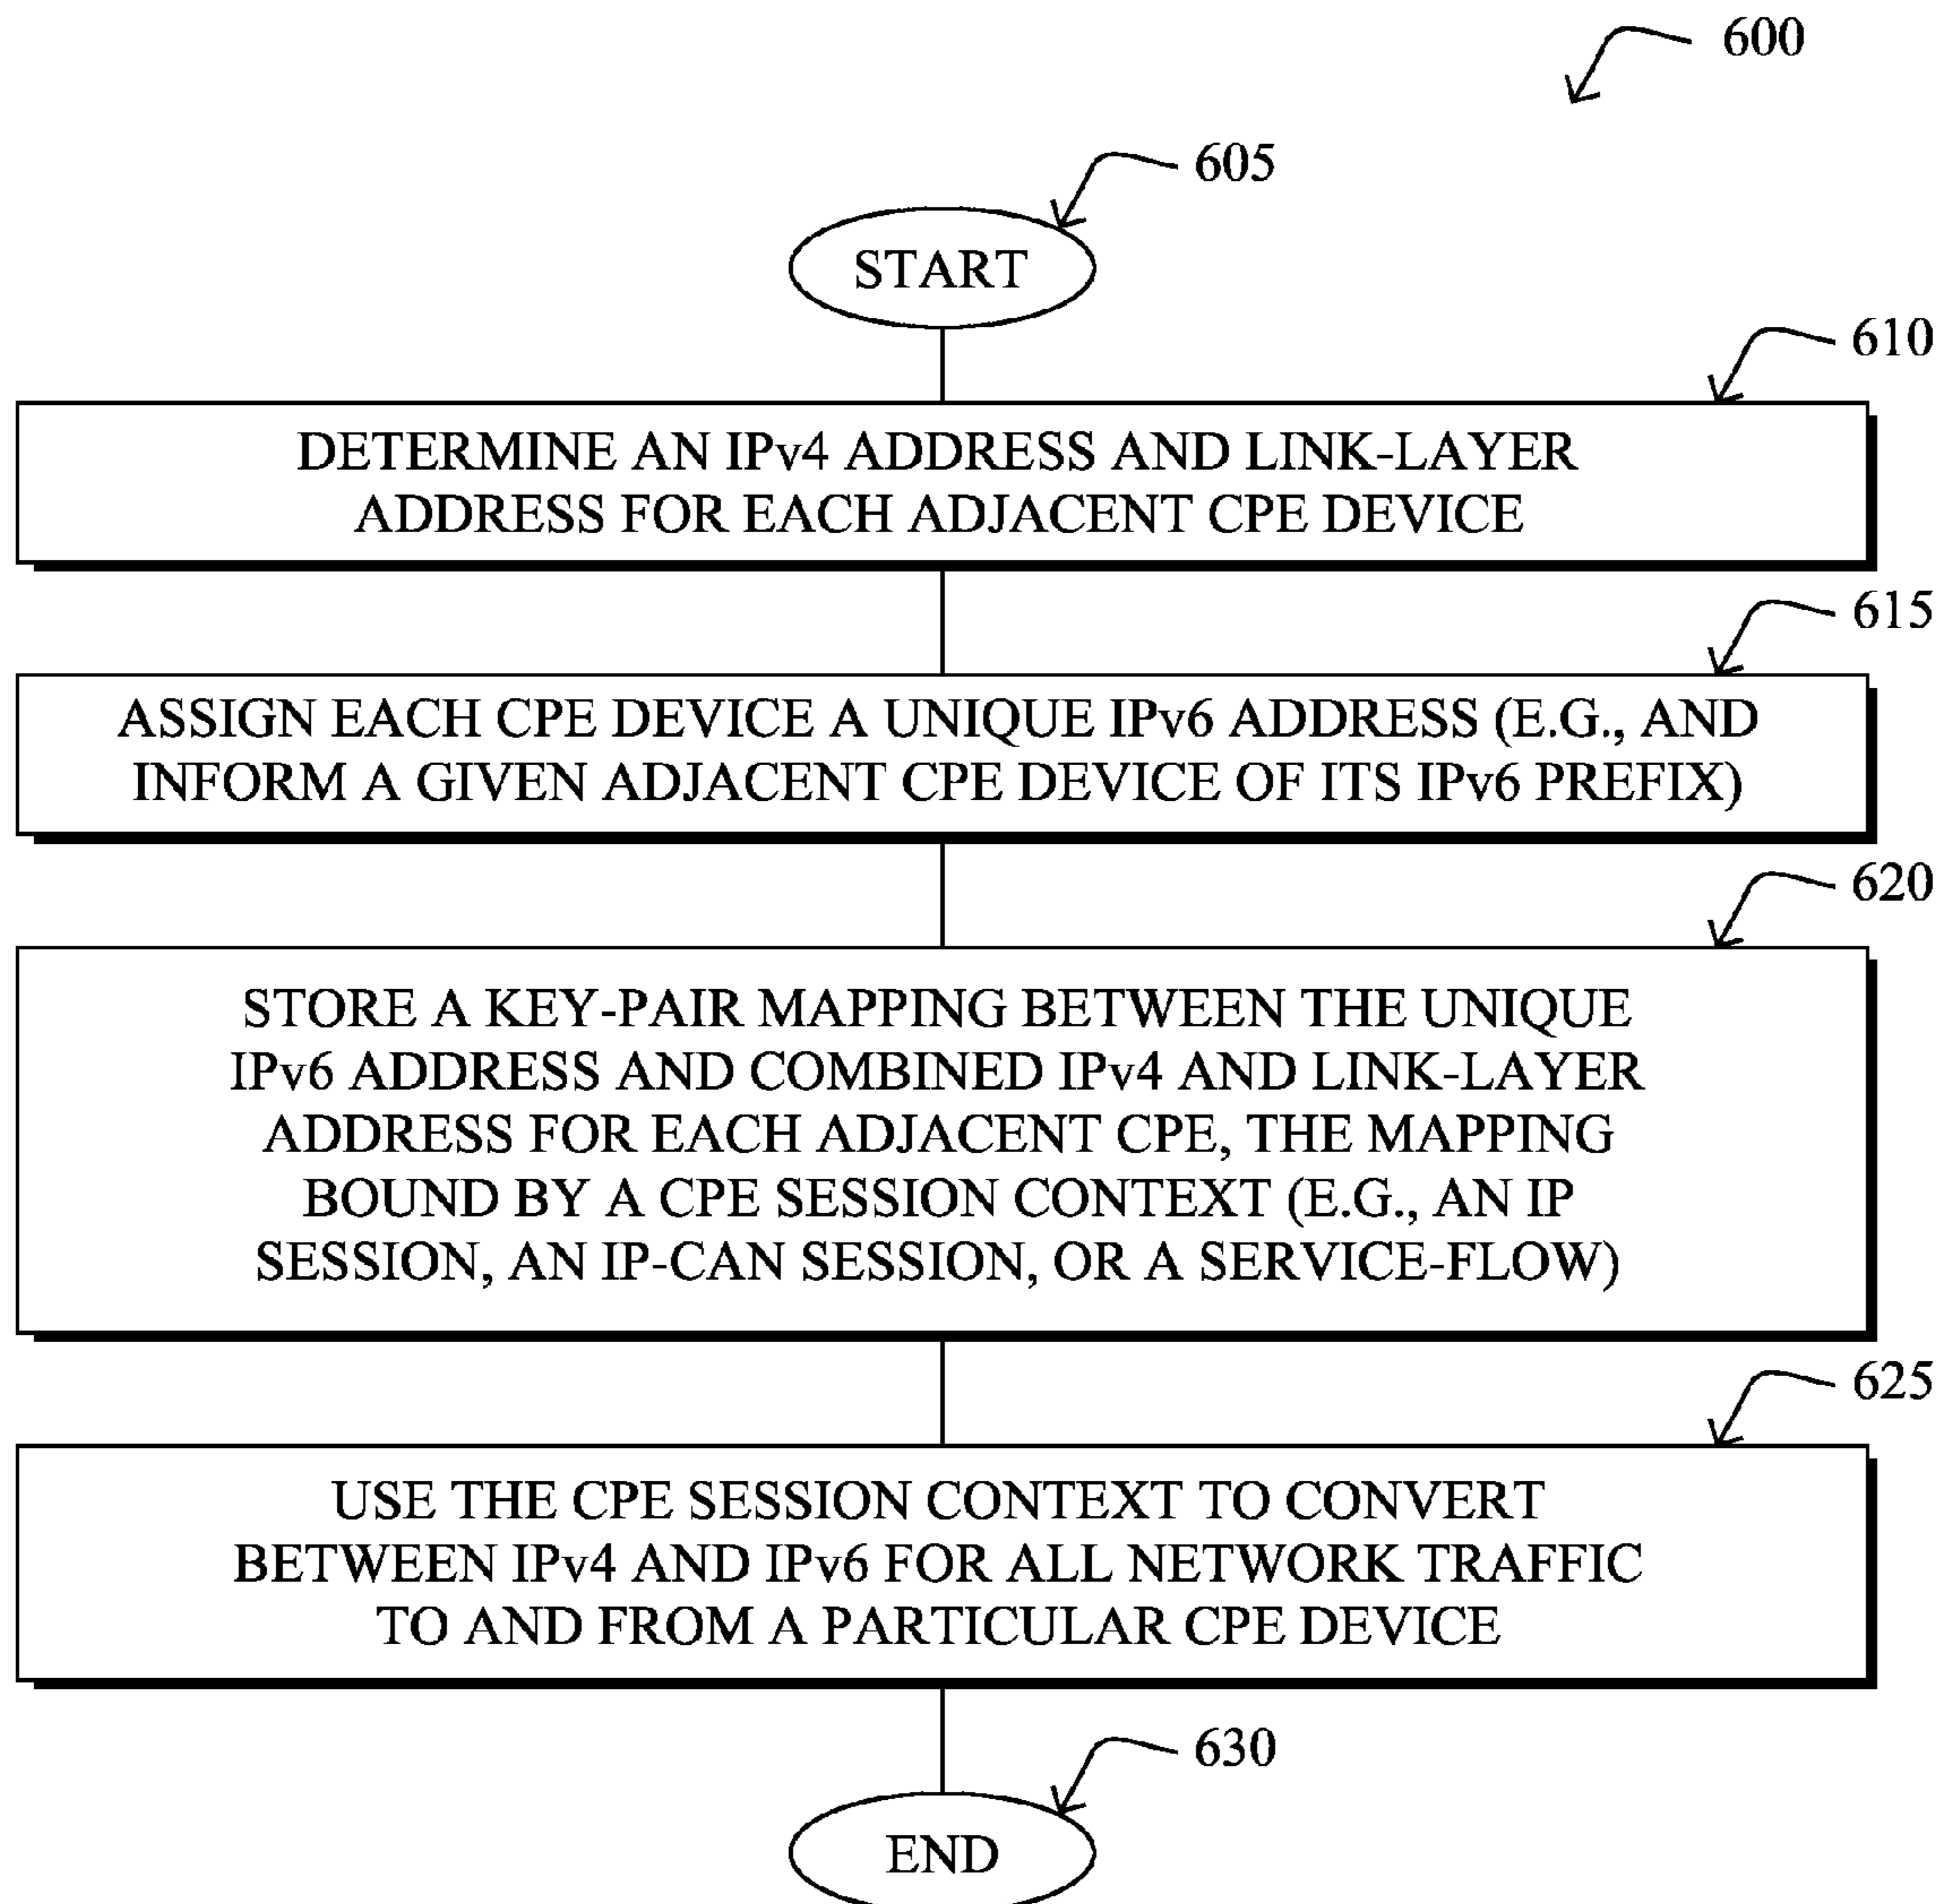 600
605
START
610
DETERMINE AN IPv4 ADDRESS AND LINK-LAYER
ADDRESS FOR EACH ADJACENT CPE DEVICE
615
ASSIGN EACH CPE DEVICE A UNIQUE IPv6 ADDRESS (E.G., AND
INFORM A GIVEN ADJACENT CPE DEVICE OF ITS IPv6 PREFIX)
620
STORE A KEY-PAIR MAPPING BETWEEN THE UNIQUE
IPv6 ADDRESS AND COMBINED IPv4 AND LINK-LAYER
ADDRESS FOR EACH ADJACENT CPE, THE MAPPING
BOUND BY A CPE SESSION CONTEXT (E.G., AN IP
SESSION, AN IP-CAN SESSION, OR A SERVICE-FLOW)
625
USE THE CPE SESSION CONTEXT TO CONVERT
BETWEEN IPv4 AND IPv6 FOR ALL NETWORK TRAFFIC
TO AND FROM A PARTICULAR CPE DEVICE
630
END